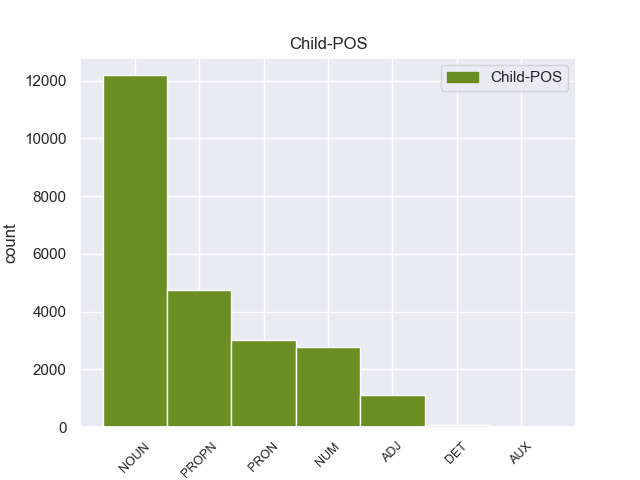 Child-POS
Child-POS
count
12000
10000
8000
6000
4000
2000
0
NOUN
PROPN
PRON
NUM
ADJ
DET
AUX